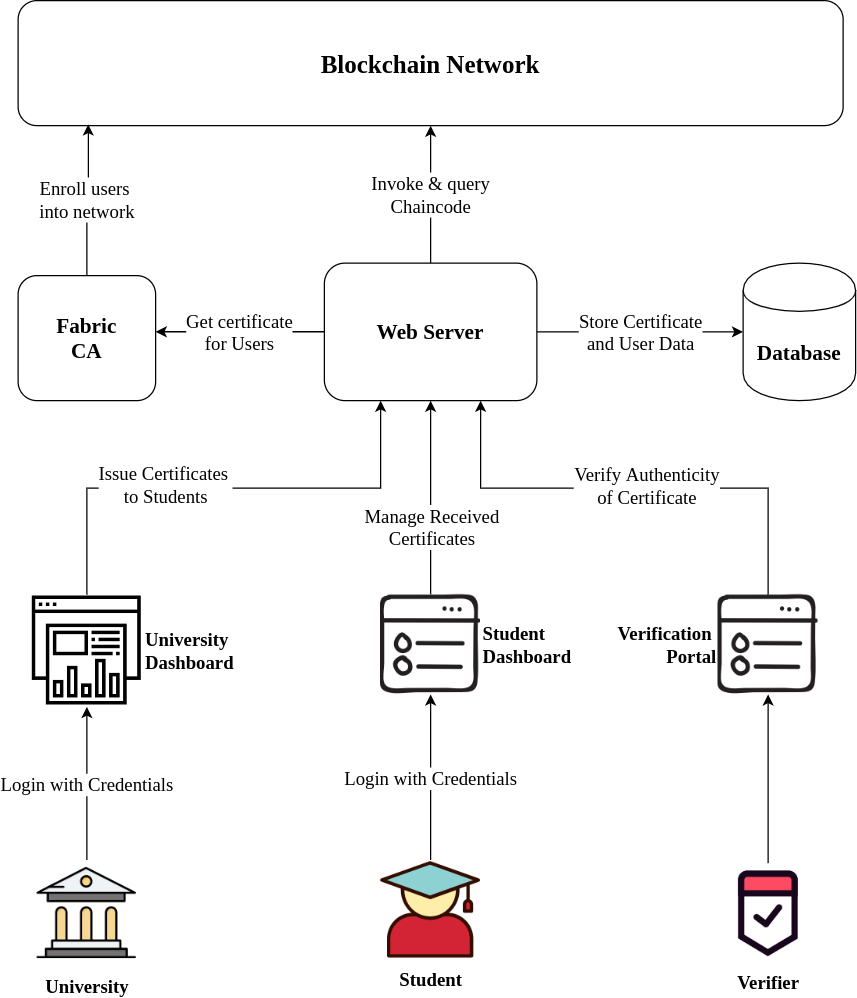 Blockchain Network
Enroll users
into network
Invoke & query
Chaincode
Fabric
CA
Get certificate
for Users
Web Server
Store Certificate
and User Data
Database
Issue Certificates
to Students
Manage Received
Certificates
Verify Authenticity
of Certificate
University
Dashboard
Student
Dashboard
Verification
Portal
Login with Credentials
Login with Credentials
University
Student
Verifier